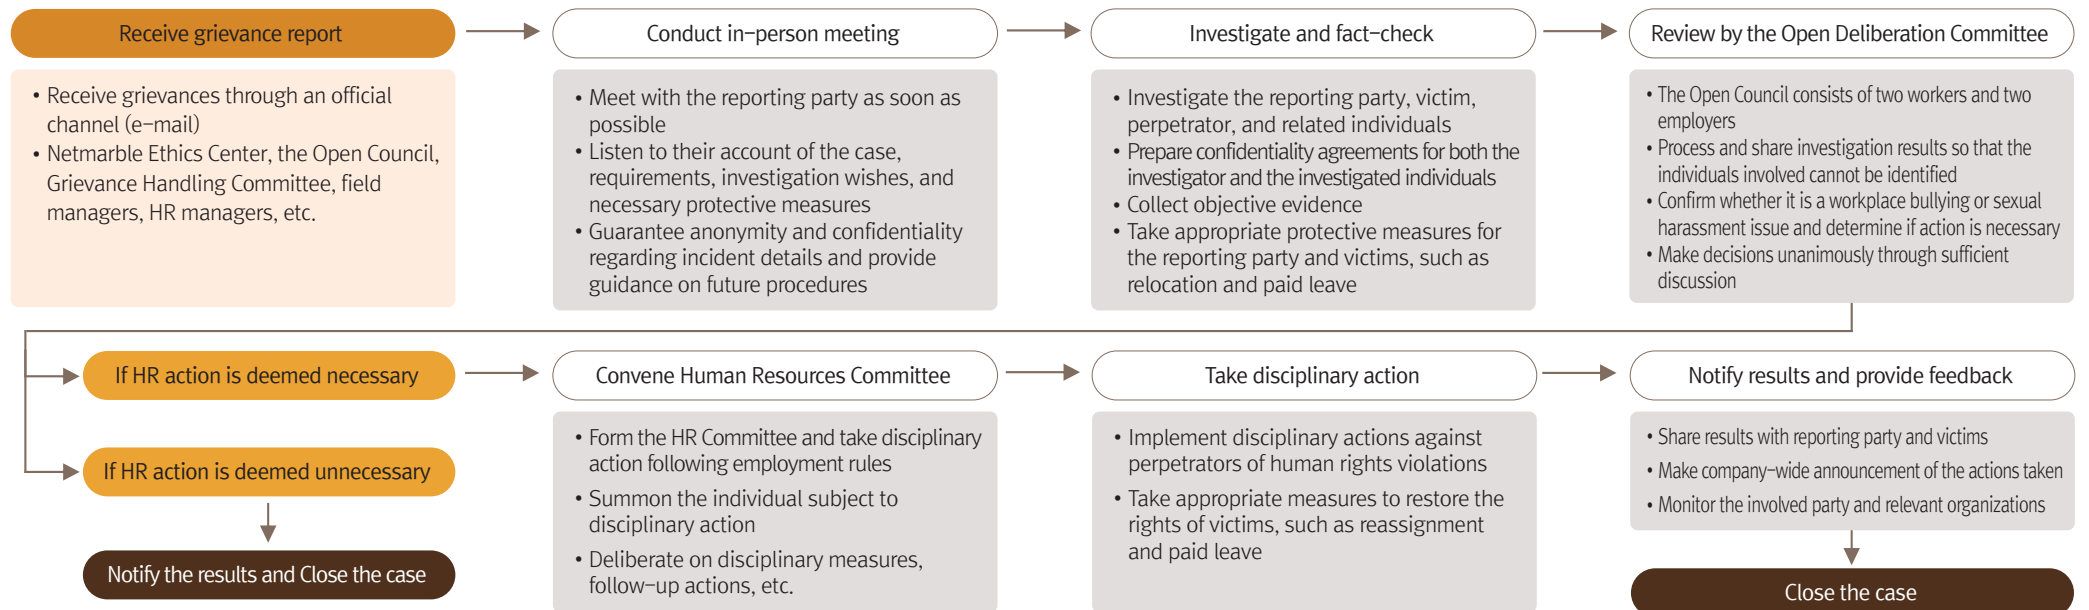 Receive grievance report
• Receive grievances through an official
channel (e-mail)
• Netmarble Ethics Center, the Open Council,
Grievance Handling Committee, field
managers, HR managers, etc.
Conduct in-person meeting
• Meet with the reporting party as soon as
possible
• Listen to their account of the case,
requirements, investigation wishes, and
necessary protective measures
• Guarantee anonymity and confidentiality
regarding incident details and provide
guidance on future procedures
Investigate and fact-check
• Investigate the reporting party, victim,
perpetrator, and related individuals
• Prepare confidentiality agreements for both the
investigator and the investigated individuals
• Collect objective evidence
• Take appropriate protective measures for
the reporting party and victims, such as
relocation and paid leave
Review by the Open Deliberation Committee
• The Open Council consists of two workers and two
employers
• Process and share investigation results so that the
individuals involved cannot be identified
• Confirm whether it is a workplace bullying or sexual
harassment issue and determine if action is necessary
• Make decisions unanimously through sufficient
discussion
If HR action is deemed necessary
If HR action is deemed unnecessary
Notify the results and Close the case
Convene Human Resources Committee
• Form the HR Committee and take disciplinary
action following employment rules
• Summon the individual subject to
disciplinary action
• Deliberate on disciplinary measures,
follow-up actions, etc.
Take disciplinary action
• Implement disciplinary actions against
perpetrators of human rights violations
• Take appropriate measures to restore the
rights of victims, such as reassignment
and paid leave
Notify results and provide feedback
• Share results with reporting party and victims
• Make company-wide announcement of the actions taken
• Monitor the involved party and relevant organizations
Close the case